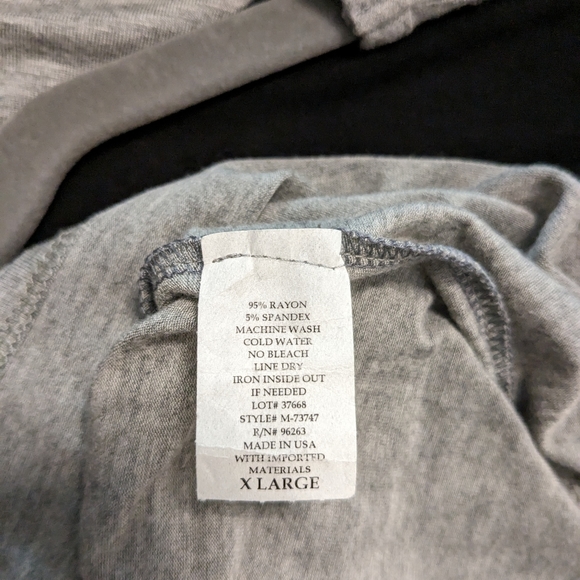 95% RAYON
5% SPANDEX
MACHINE WASH
COLD WATER
NO BLEACH
LINE DRY
IRON INSIDE OUT
IF NEEDED
LOT# 37668
STYLE# M-73747
R/N# 96263
MADE IN USA
WITH IMPORTED
MATERIALS
X LARGE